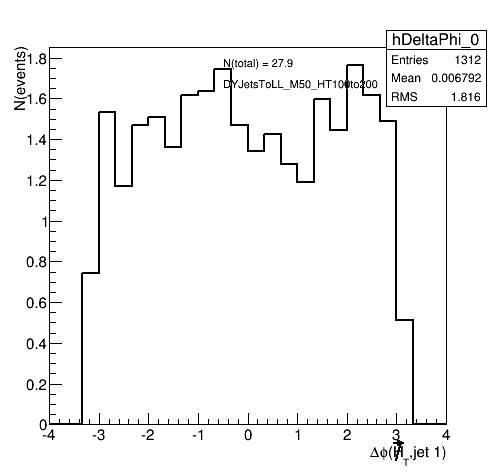 hDeltaPhi_0
Entries 1312
Mean 0.006792
RMS 1.816
N(total) = 27.9
DYJetsToLL_M50_HT100to200
N(events)
1.8
1.6
1.4
1.2
1
0.8
0.6
0.4
0.2
0
-4 -3 -2 -1 0 1 2 3 4
Δϕ(H̸_T,jet 1)